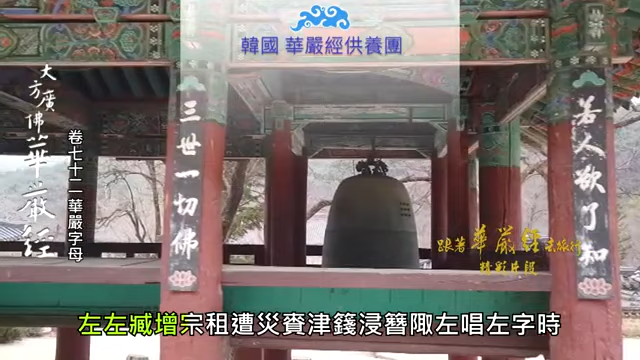 韓國 華嚴經供養團
大方廣佛華嚴經
卷七十二華嚴字母
三世一切佛
若人欲了知
跟著華嚴經去旅行
精彩片段
左左臧增宗租遭災賚津籛浸簪陬左唱左字時